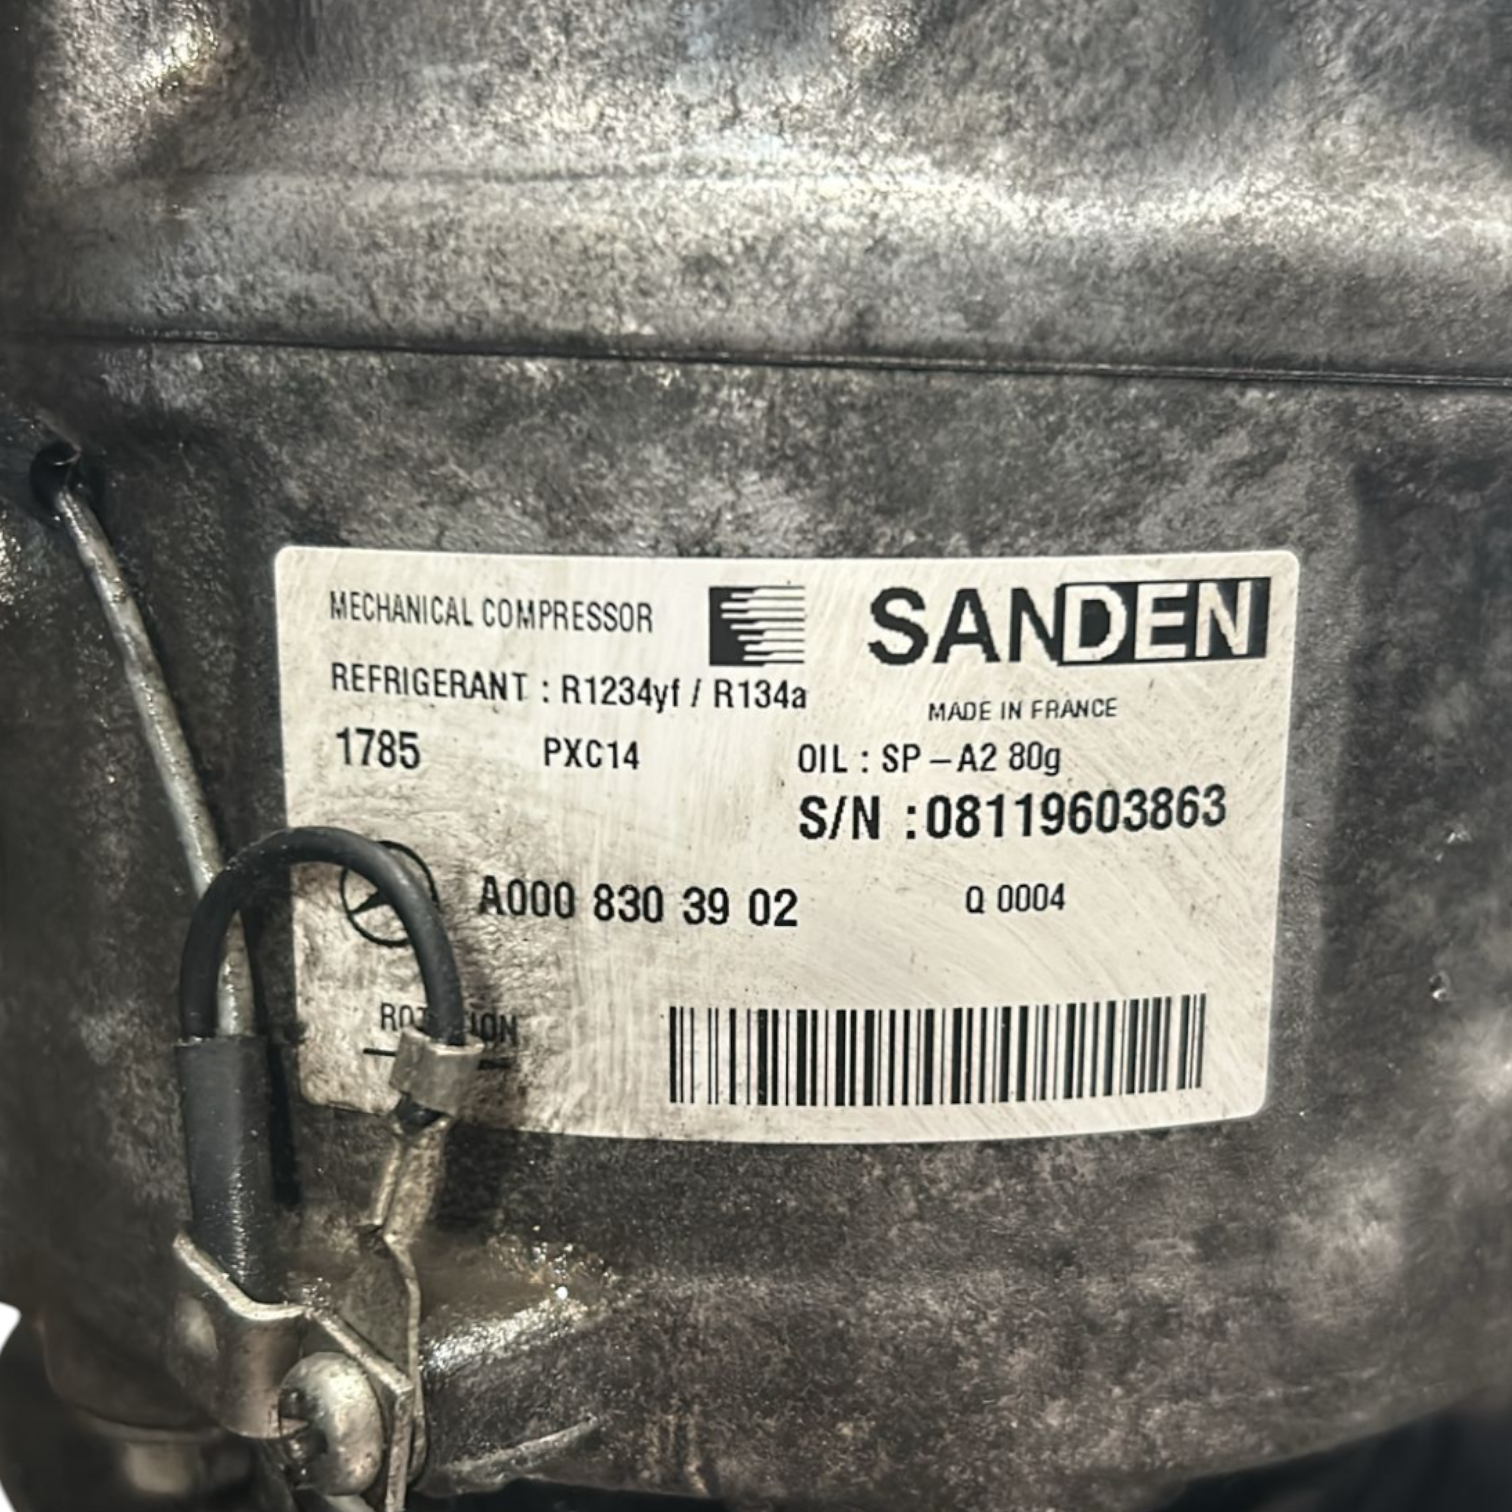 MECHANICAL COMPRESSOR
SANDEN
REFRIGERANT : R1234yf / R134a
MADE IN FRANCE
1785 PXC14 OIL : SP-A2 80g
S/N :08119603863
A000 830 39 02 Q 0004